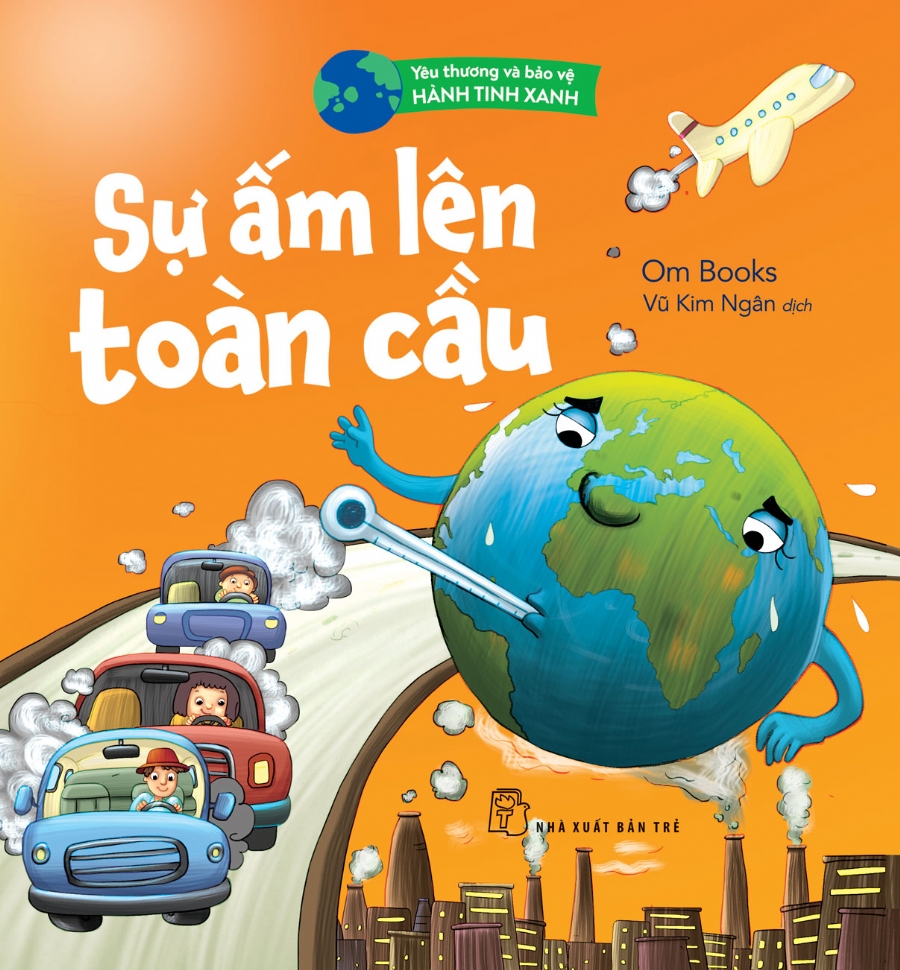 Yêu thương và bảo vệ
HÀNH TINH XANH
Sự ấm lên
toàn cầu
Om Books
Vũ Kim Ngân dịch
NHÀ XUẤT BẢN TRẺ